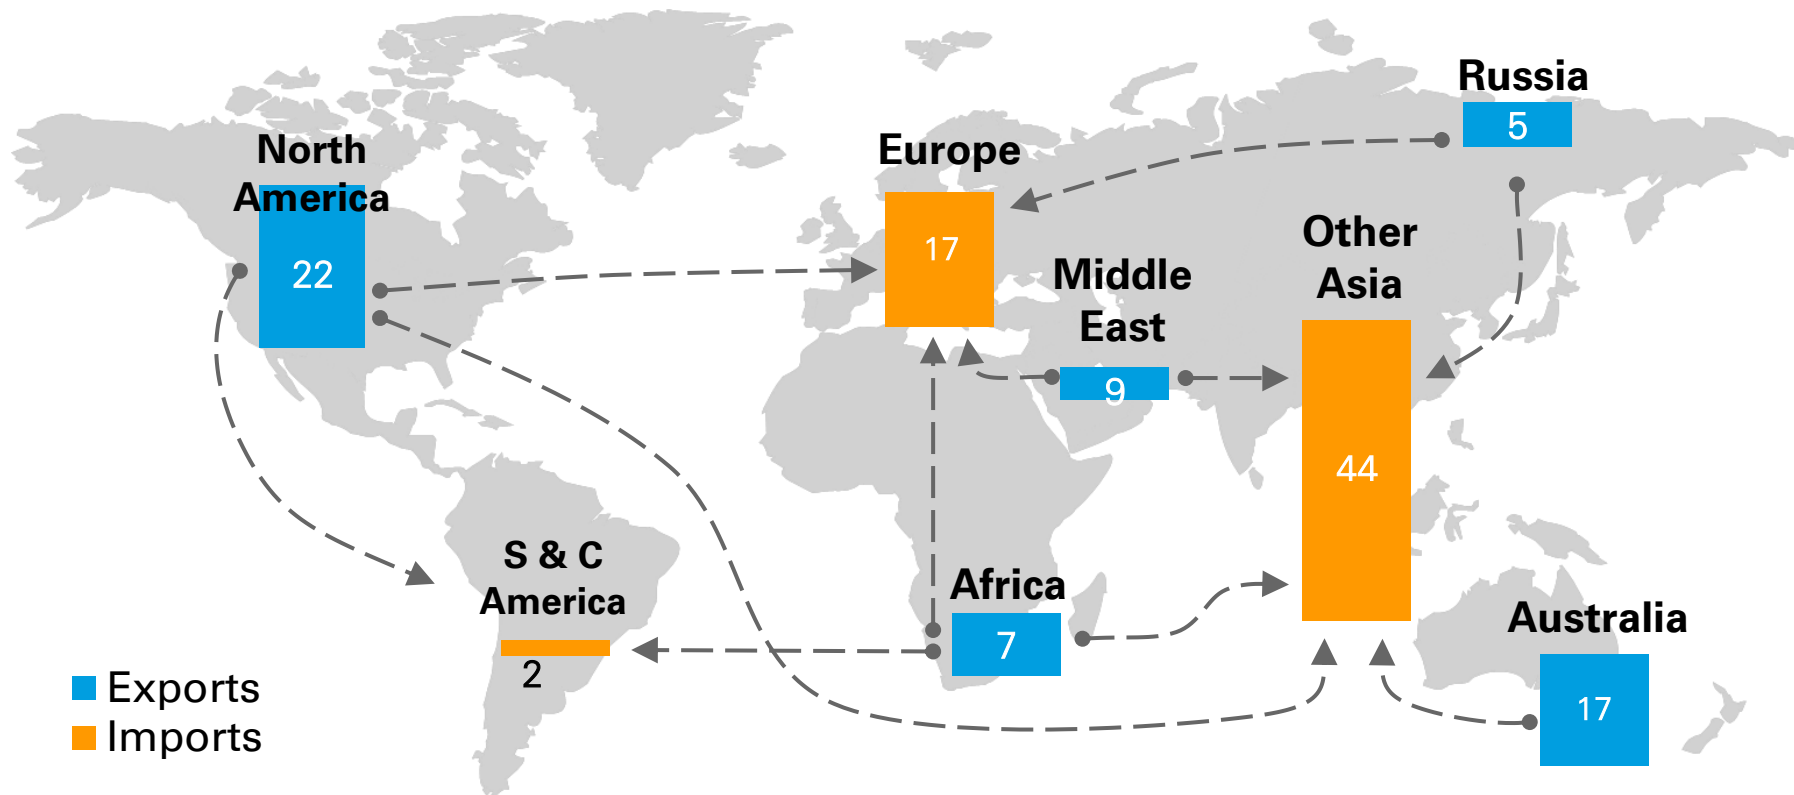 Russia
5
North
America
22
Europe
17
Other
Asia
44
Middle
East
9
S & C
America
2
Africa
7
Australia
17
Exports
Imports